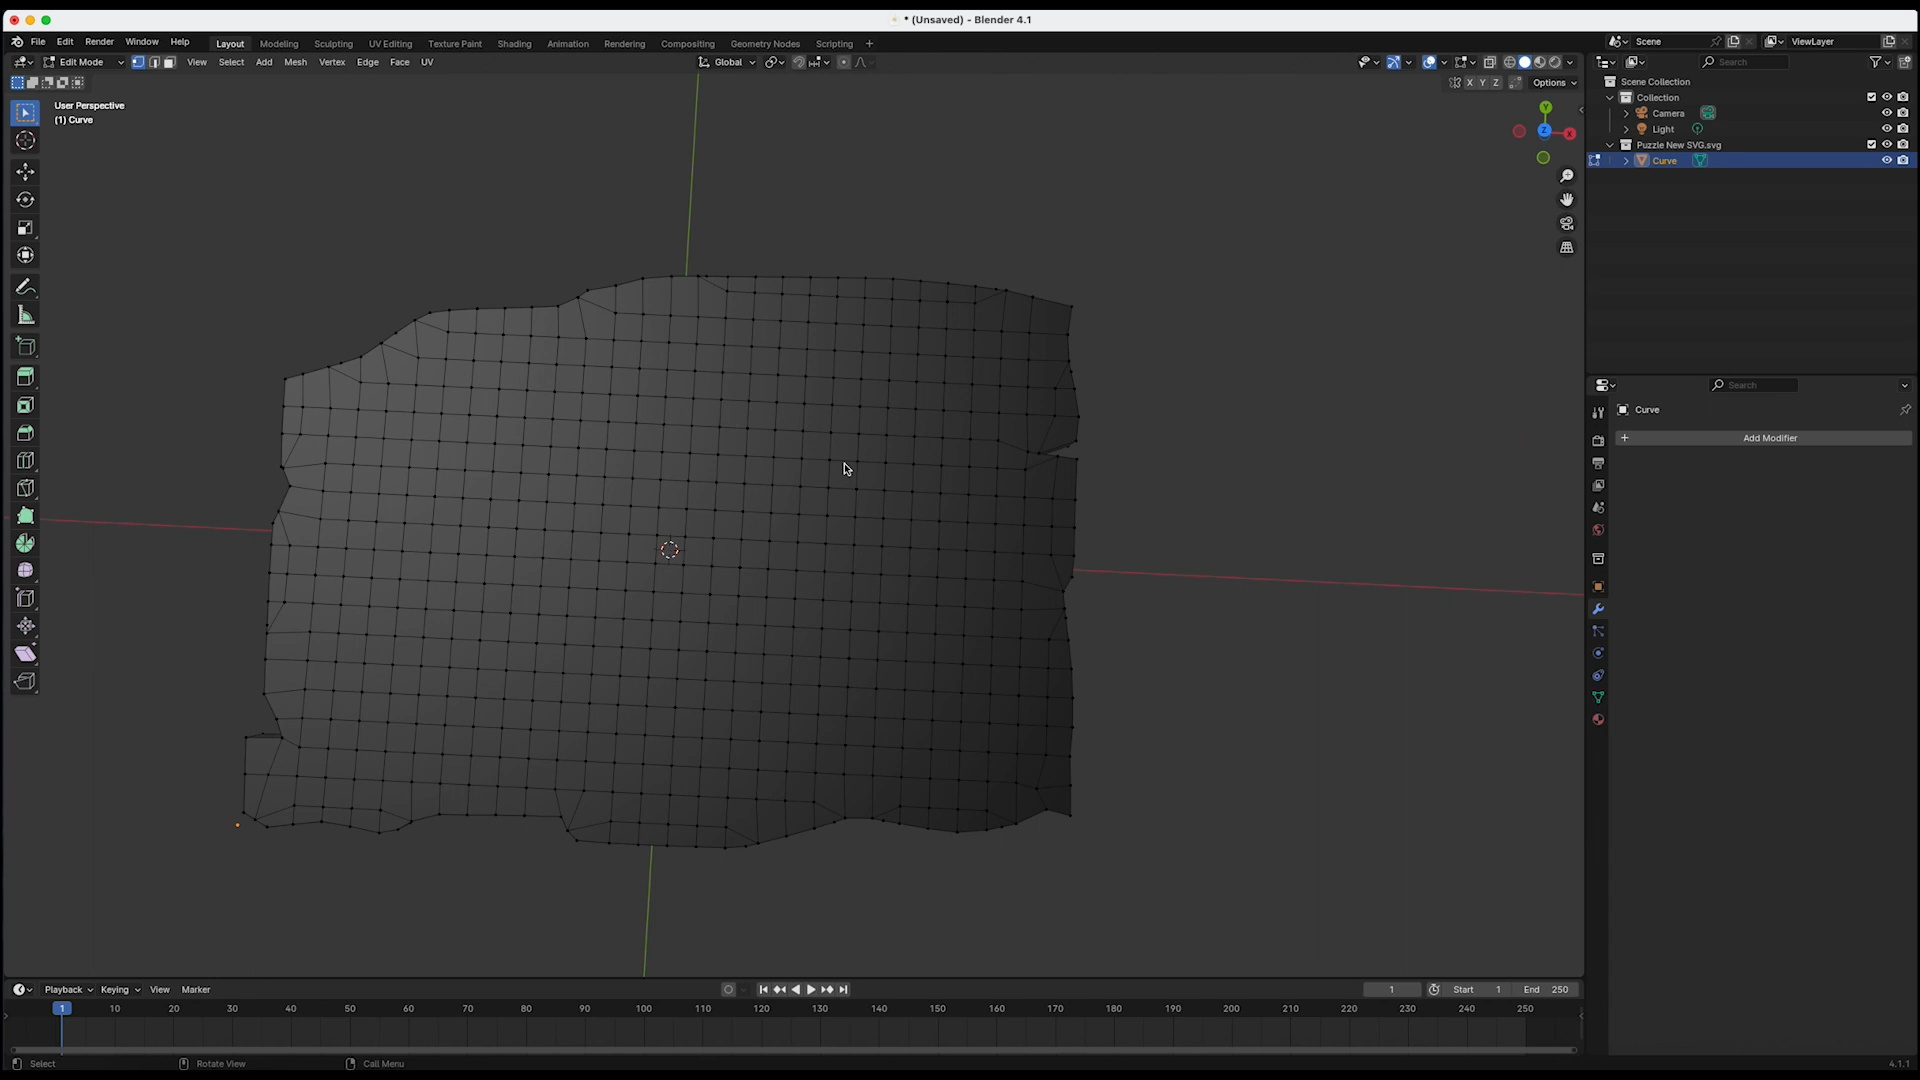 * (Unsaved) - Blender 4.1
File Edit Render Window Help Layout Modeling Sculpting UV Editing Texture Paint Shading Animation Rendering Compositing Geometry Nodes Scripting + Scene ViewLayer
Edit Mode View Select Add Mesh Vertex Edge Face UV Global Search
X Y Z Options
User Perspective
(1) Curve
Y
Z
X
Scene Collection
Collection
Camera
Light
Puzzle New SVG.svg
Curve
Search
Curve
+ Add Modifier
Playback Keying View Marker 1 Start 1 End 250
1 10 20 30 40 50 60 70 80 90 100 110 120 130 140 150 160 170 180 190 200 210 220 230 240 250
Select Rotate View Call Menu 4.1.1